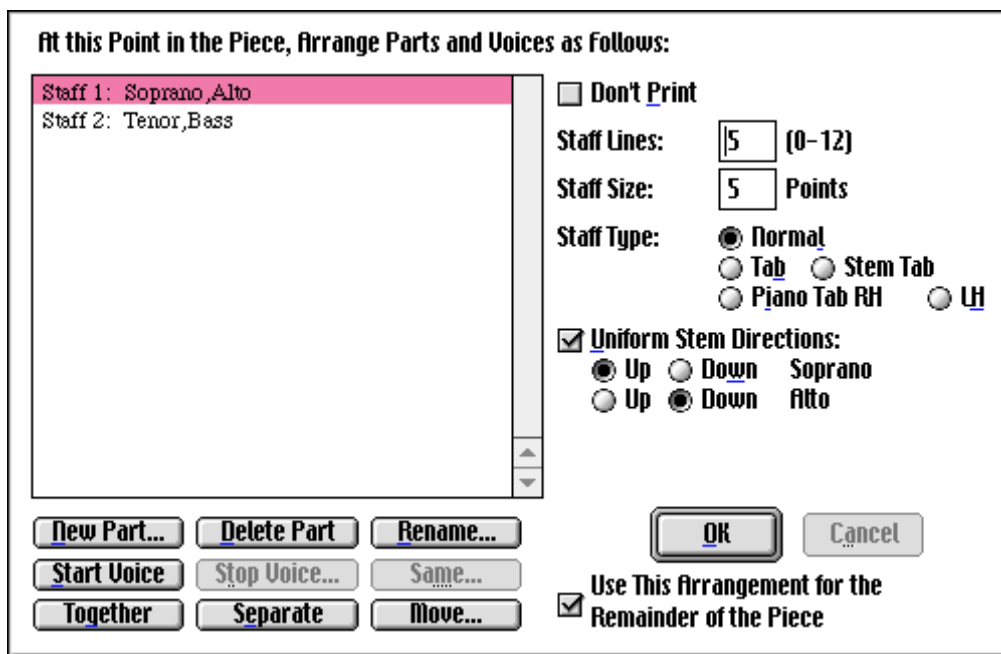 At this Point in the Piece, Arrange Parts and Voices as Follows:
Staff 1: Soprano,Alto
Staff 2: Tenor,Bass
Don't Print
Staff Lines: 5 (0-12)
Staff Size: 5 Points
Staff Type: Normal
Tab Stem Tab
Piano Tab RH LH
Uniform Stem Directions:
Up Down Soprano
Up Down Alto
New Part... Delete Part Rename...
Start Voice Stop Voice... Same...
Together Separate Move...
OK Cancel
Use This Arrangement for the
Remainder of the Piece